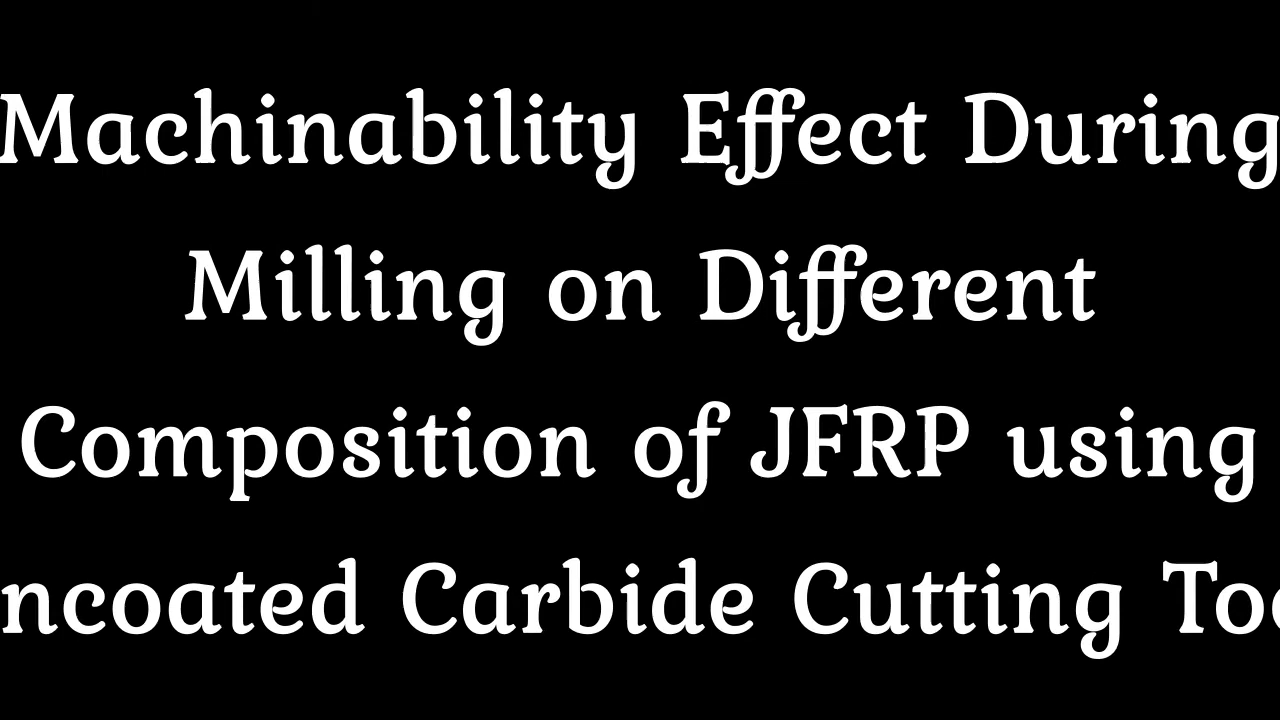 Machinability Effect During
Milling on Different
Composition of JFRP using
ncoated Carbide Cutting Too